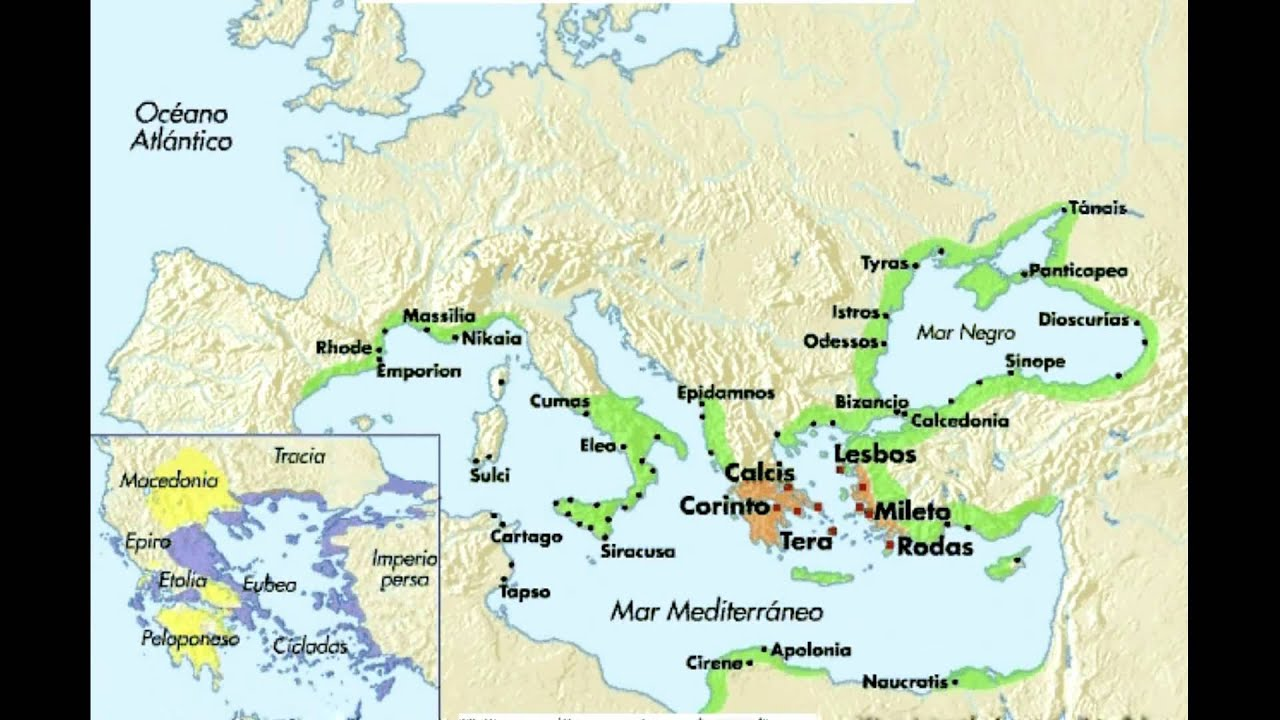 Océano
Atlántico
Tánais
Tyras
Panticapea
Istros
Dioscurias
Massilia
Mar Negro
Nikaia
Odessos
Rhode
Sinope
Emporion
Epidamnos
Cumas
Bizancio
Calcedonia
Elea
Lesbos
Sulci
Calcis
Corinto
Mileto
Cartago
Siracusa
Tera
Rodas
Tapso
Mar Mediterráneo
Apolonia
Cirene
Naucratis
Tracia
Macedonia
Epiro
Imperio
persa
Etolia
Eubea
Peloponeso
Cícladas